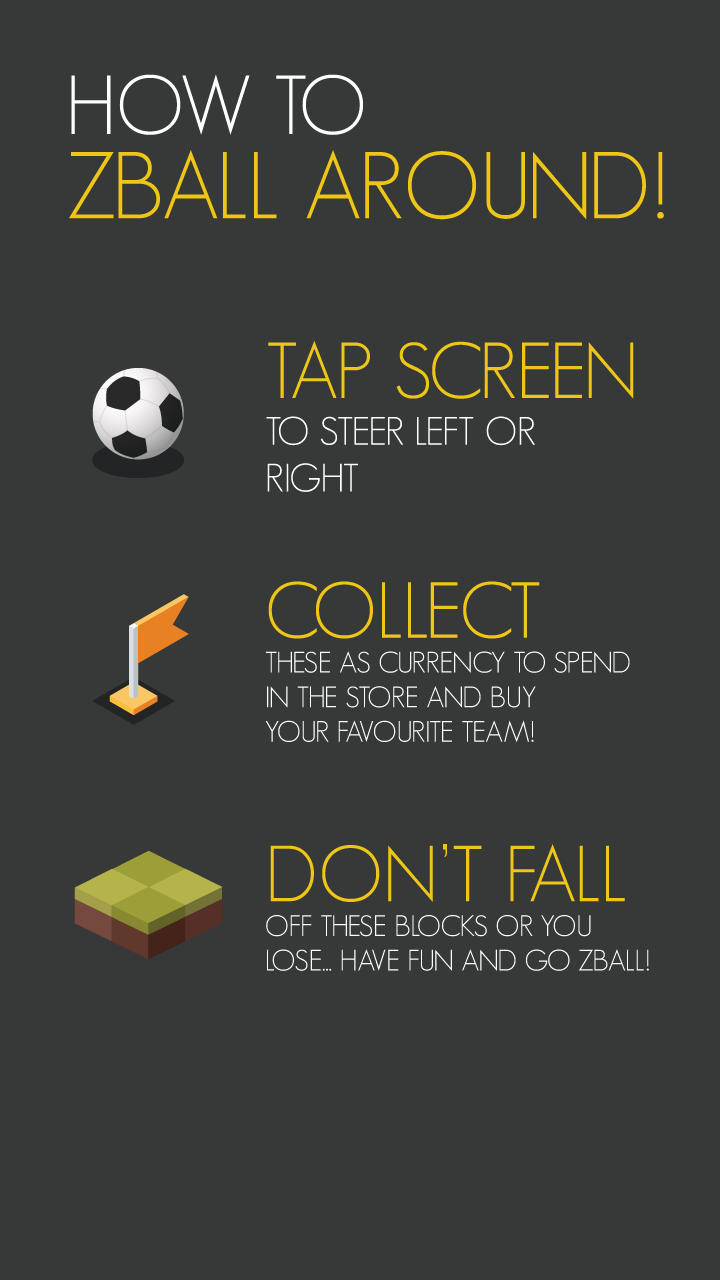 HOW TO
ZBALL AROUND!
TAP SCREEN
TO STEER LEFT OR
RIGHT
COLLECT
THESE AS CURRENCY TO SPEND
IN THE STORE AND BUY
YOUR FAVOURITE TEAM!
DON'T FALL
OFF THESE BLOCKS OR YOU
LOSE... HAVE FUN AND GO ZBALL!